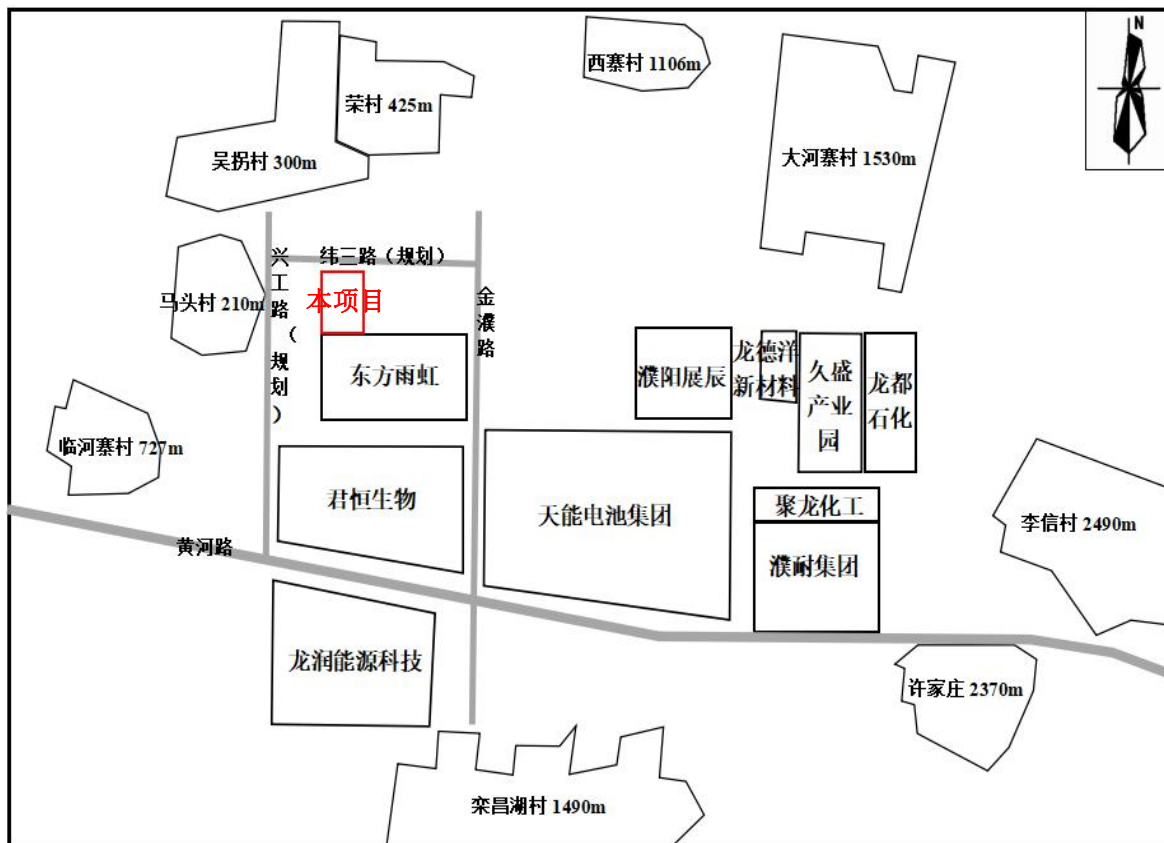 N
西寨村 1106m
荣村 425m
吴拐村 300m
大河寨村 1530m
纬三路（规划）
兴工路（规划）
马头村 210m
本项目
金濮路
东方雨虹
濮阳展辰
龙德洋
新材料
久盛
产业
园
龙都
石化
临河寨村 727m
君恒生物
天能电池集团
聚龙化工
濮耐集团
李信村 2490m
黄河路
龙润能源科技
许家庄 2370m
栾昌湖村 1490m